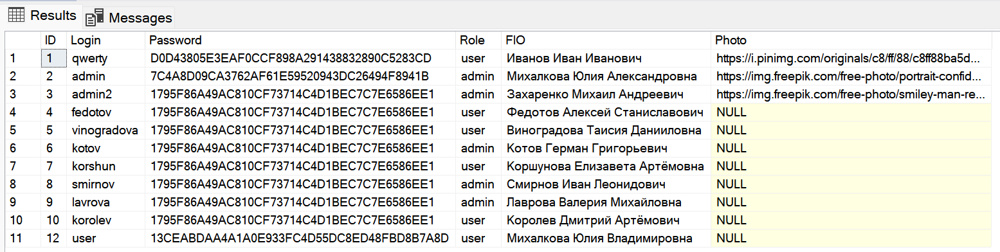 Results Messages
ID Login Password Role FIO Photo
1 1 qwerty D0D43805E3EAF0CCF898A291438832890C5283CD user Иванов Иван Иванович https://i.pinimg.com/originals/c8/ff/88/c8ff88ba5d...
2 2 admin 7C4A8D09CA3762AF61E59520943DC26494F8941B admin Михалкова Юлия Александровна https://img.freepik.com/free-photo/portrait-confid...
3 3 admin2 1795F86A49AC810CF73714C4D1BEC7C7E6586EE1 admin Захаренко Михаил Андреевич https://img.freepik.com/free-photo/smiley-man-re...
4 4 fedotov 1795F86A49AC810CF73714C4D1BEC7C7E6586EE1 user Федотов Алексей Станиславович NULL
5 5 vinogradova 1795F86A49AC810CF73714C4D1BEC7C7E6586EE1 user Виноградова Таисия Данииловна NULL
6 6 kotov 1795F86A49AC810CF73714C4D1BEC7C7E6586EE1 admin Котов Герман Григорьевич NULL
7 7 korshun 1795F86A49AC810CF73714C4D1BEC7C7E6586EE1 user Коршунова Елизавета Артёмовна NULL
8 8 smirnov 1795F86A49AC810CF73714C4D1BEC7C7E6586EE1 admin Смирнов Иван Леонидович NULL
9 9 lavrova 1795F86A49AC810CF73714C4D1BEC7C7E6586EE1 admin Лаврова Валерия Михайловна NULL
10 10 korolev 1795F86A49AC810CF73714C4D1BEC7C7E6586EE1 user Королев Дмитрий Артёмович NULL
11 12 user 13CEABDAA4A1A0E933FC4D55DC8ED48FBD8B7A8D user Михалкова Юлия Владимировна NULL